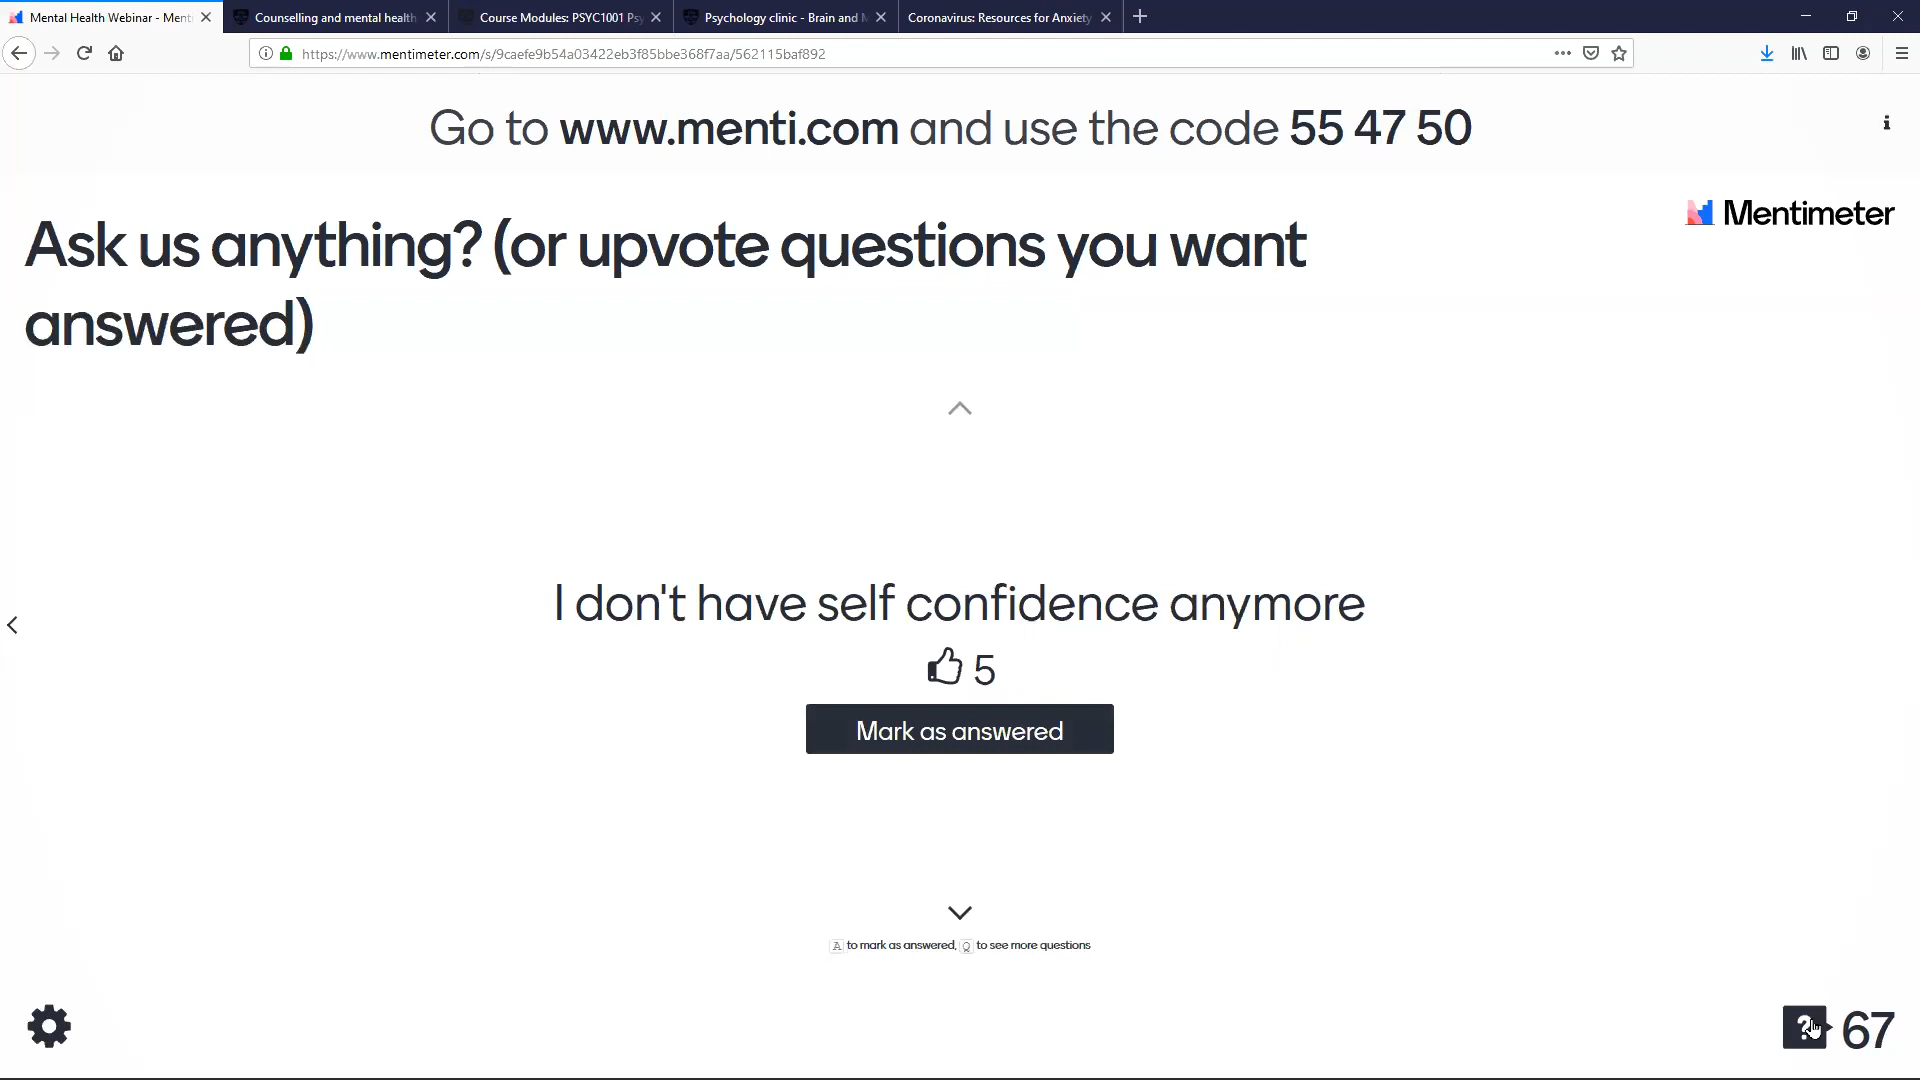 Mental Health Webinar - Ment
Counselling and mental health
Course Modules: PSYC1001 Psy
Psychology clinic - Brain and M
Coronavirus: Resources for Anxiety
https://www.mentimeter.com/s/9caefe9b54a03422eb3f85bbe368f7aa/562115baf892
Go to www.menti.com and use the code 55 47 50
Mentimeter
Ask us anything? (or upvote questions you want
answered)
I don't have self confidence anymore
5
Mark as answered
A to mark as answered, Q to see more questions
? 67